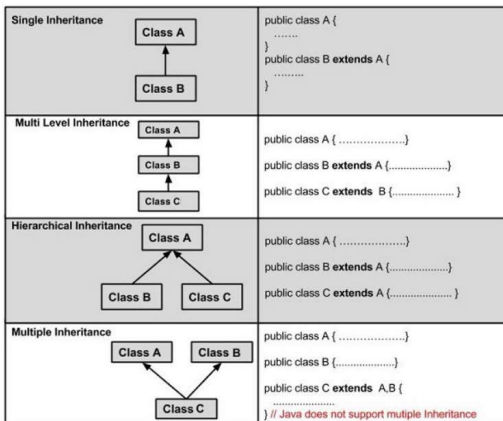 Single Inheritance
Class A
Class B
public class A {
.......
}
public class B extends A {
.........
}
Multi Level Inheritance
Class A
Class B
Class C
public class A { ...................}
public class B extends A {....................}
public class C extends B {..................... }
Hierarchical Inheritance
Class A
Class B
Class C
public class A { ...................}
public class B extends A {....................}
public class C extends A {..................... }
Multiple Inheritance
Class A
Class B
Class C
public class A { ...................}
public class B {....................}
public class C extends A,B {
.....................
} // Java does not support mutiple Inheritance